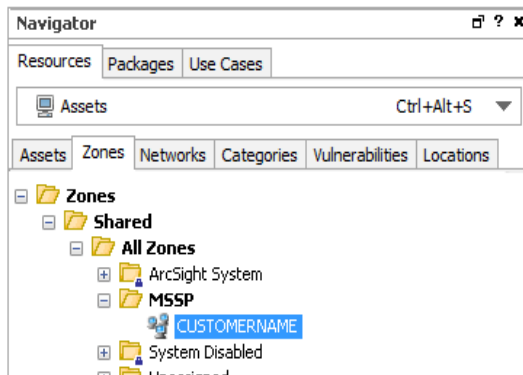 Navigator ?
Resources Packages Use Cases
Assets Ctrl+Alt+S
Assets Zones Networks Categories Vulnerabilities Locations
Zones
Shared
All Zones
ArcSight System
MSSP
CUSTOMERNAME
System Disabled